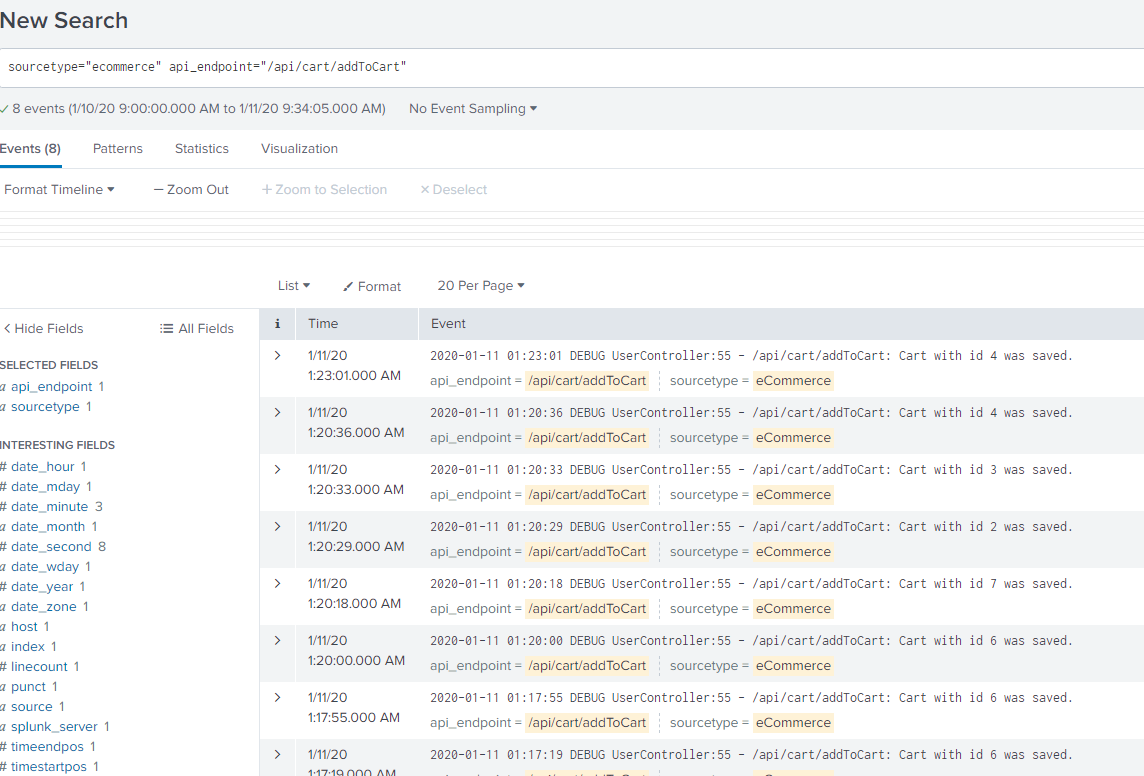 New Search
sourcetype="ecommerce" api_endpoint="/api/cart/addToCart"
✓ 8 events (1/10/20 9:00:00.000 AM to 1/11/20 9:34:05.000 AM) No Event Sampling ▾
Events (8) Patterns Statistics Visualization
Format Timeline ▾ — Zoom Out + Zoom to Selection × Deselect
List ▾ Format 20 Per Page ▾
< Hide Fields All Fields
SELECTED FIELDS
a api_endpoint 1
a sourcetype 1
INTERESTING FIELDS
# date_hour 1
# date_mday 1
# date_minute 3
a date_month 1
# date_second 8
a date_wday 1
# date_year 1
a date_zone 1
a host 1
a index 1
# linecount 1
a punct 1
a source 1
a splunk_server 1
# timeendpos 1
# timestartpos 1
i Time Event
> 1/11/20 2020-01-11 01:23:01 DEBUG UserController:55 - /api/cart/addToCart: Cart with id 4 was saved.
1:23:01.000 AM api_endpoint = /api/cart/addToCart sourcetype = eCommerce
> 1/11/20 2020-01-11 01:20:36 DEBUG UserController:55 - /api/cart/addToCart: Cart with id 4 was saved.
1:20:36.000 AM api_endpoint = /api/cart/addToCart sourcetype = eCommerce
> 1/11/20 2020-01-11 01:20:33 DEBUG UserController:55 - /api/cart/addToCart: Cart with id 3 was saved.
1:20:33.000 AM api_endpoint = /api/cart/addToCart sourcetype = eCommerce
> 1/11/20 2020-01-11 01:20:29 DEBUG UserController:55 - /api/cart/addToCart: Cart with id 2 was saved.
1:20:29.000 AM api_endpoint = /api/cart/addToCart sourcetype = eCommerce
> 1/11/20 2020-01-11 01:20:18 DEBUG UserController:55 - /api/cart/addToCart: Cart with id 7 was saved.
1:20:18.000 AM api_endpoint = /api/cart/addToCart sourcetype = eCommerce
> 1/11/20 2020-01-11 01:20:00 DEBUG UserController:55 - /api/cart/addToCart: Cart with id 6 was saved.
1:20:00.000 AM api_endpoint = /api/cart/addToCart sourcetype = eCommerce
> 1/11/20 2020-01-11 01:17:55 DEBUG UserController:55 - /api/cart/addToCart: Cart with id 6 was saved.
1:17:55.000 AM api_endpoint = /api/cart/addToCart sourcetype = eCommerce
> 1/11/20 2020-01-11 01:17:19 DEBUG UserController:55 - /api/cart/addToCart: Cart with id 6 was saved.
1:17:19.000 AM